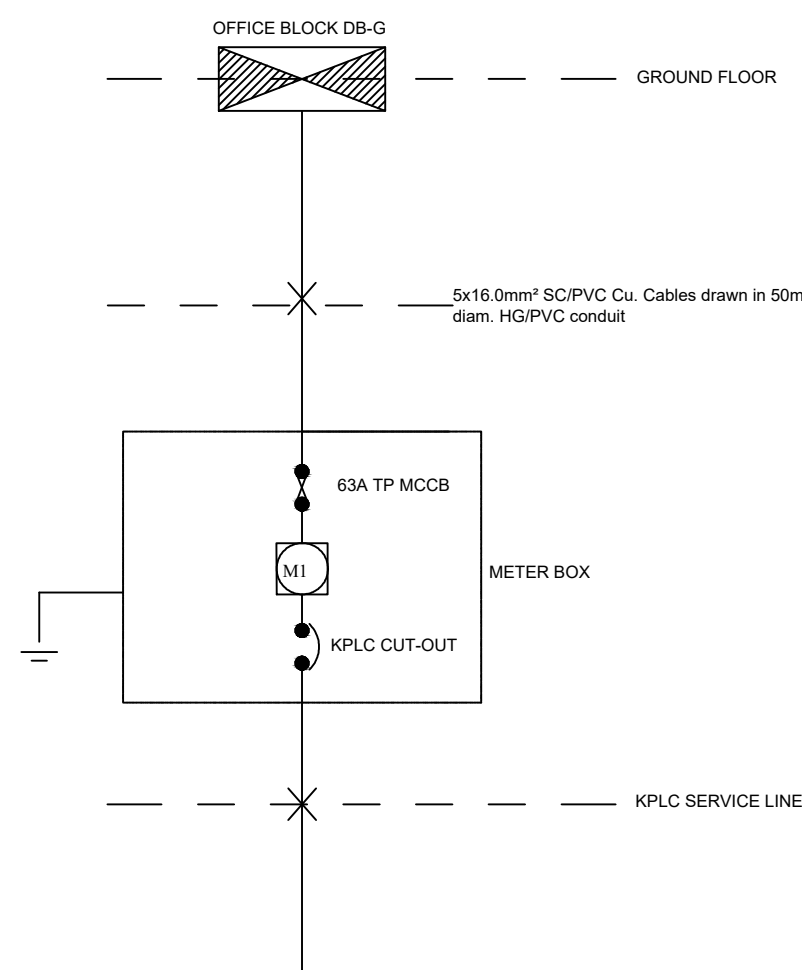 OFFICE BLOCK DB-G
GROUND FLOOR
5x16.0mm² SC/PVC Cu. Cables drawn in 50m
diam. HG/PVC conduit
63A TP MCCB
M1
METER BOX
KPLC CUT-OUT
KPLC SERVICE LINE